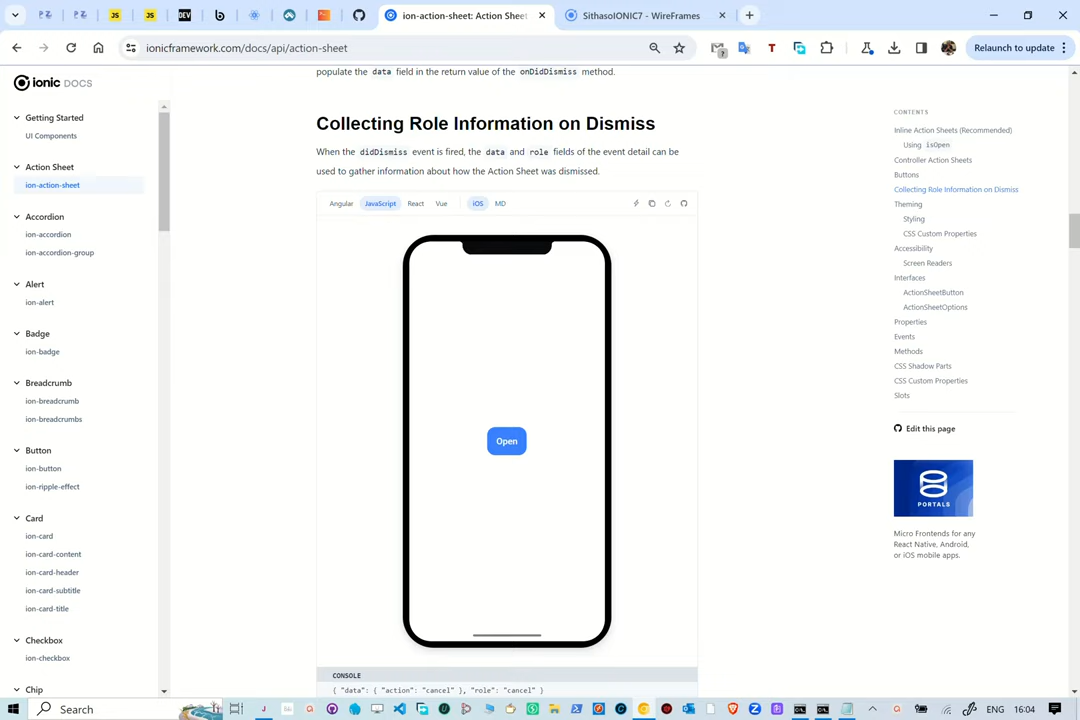 ion-action-sheet: Action Sheet
SithasoIONIC7 - WireFrames
ionicframework.com/docs/api/action-sheet
Relaunch to update
ionic DOCS
Getting Started
UI Components
Action Sheet
ion-action-sheet
Accordion
ion-accordion
ion-accordion-group
Alert
ion-alert
Badge
ion-badge
Breadcrumb
ion-breadcrumb
ion-breadcrumbs
Button
ion-button
ion-ripple-effect
Card
ion-card
ion-card-content
ion-card-header
ion-card-subtitle
ion-card-title
Checkbox
ion-checkbox
Chip
populate the data field in the return value of the onDidDismiss method.
Collecting Role Information on Dismiss
When the didDismiss event is fired, the data and role fields of the event detail can be
used to gather information about how the Action Sheet was dismissed.
Angular JavaScript React Vue iOS MD
Open
CONSOLE
{ "data": { "action": "cancel" }, "role": "cancel" }
CONTENTS
Inline Action Sheets (Recommended)
Using isOpen
Controller Action Sheets
Buttons
Collecting Role Information on Dismiss
Theming
Styling
CSS Custom Properties
Accessibility
Screen Readers
Interfaces
ActionSheetButton
ActionSheetOptions
Properties
Events
Methods
CSS Shadow Parts
CSS Custom Properties
Slots
Edit this page
PORTALS
Micro Frontends for any
React Native, Android,
or iOS mobile apps.
Search
ENG 16:04